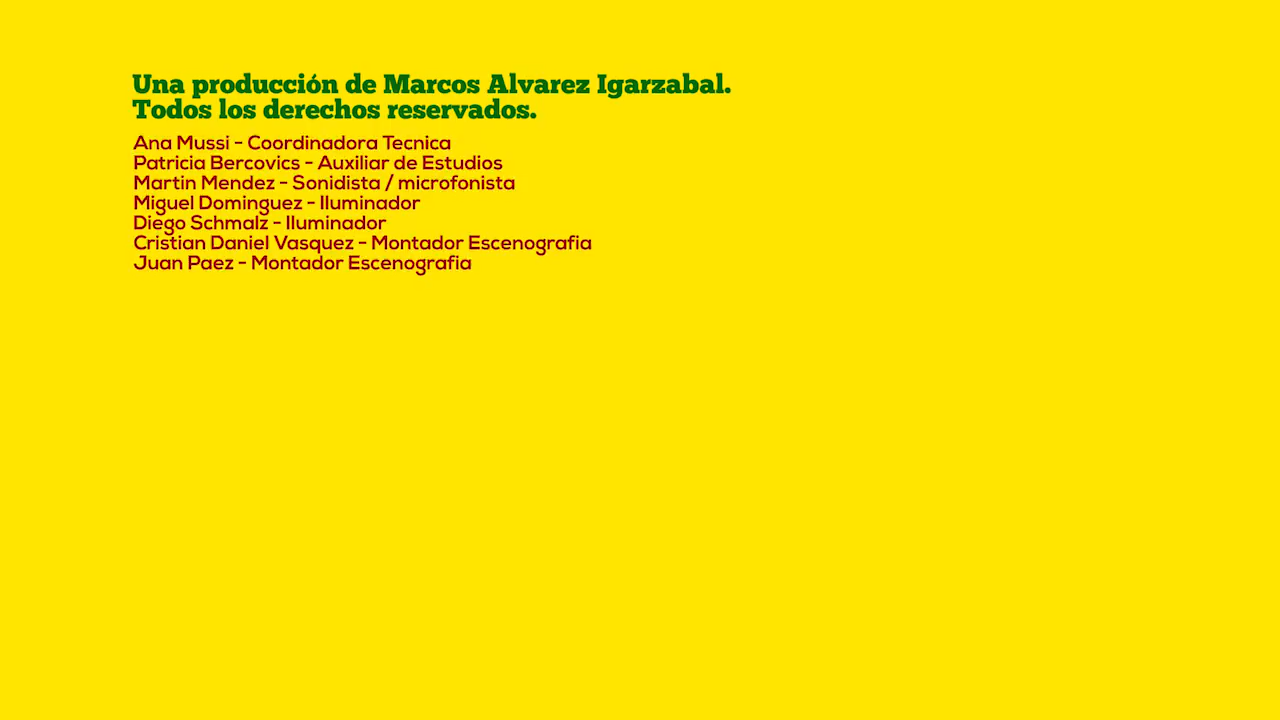 Una producción de Marcos Alvarez Igarzabal.
Todos los derechos reservados.
Ana Mussi - Coordinadora Tecnica
Patricia Bercovics - Auxiliar de Estudios
Martin Mendez - Sonidista / microfonista
Miguel Dominguez - Iluminador
Diego Schmalz - Iluminador
Cristian Daniel Vasquez - Montador Escenografia
Juan Paez - Montador Escenografia